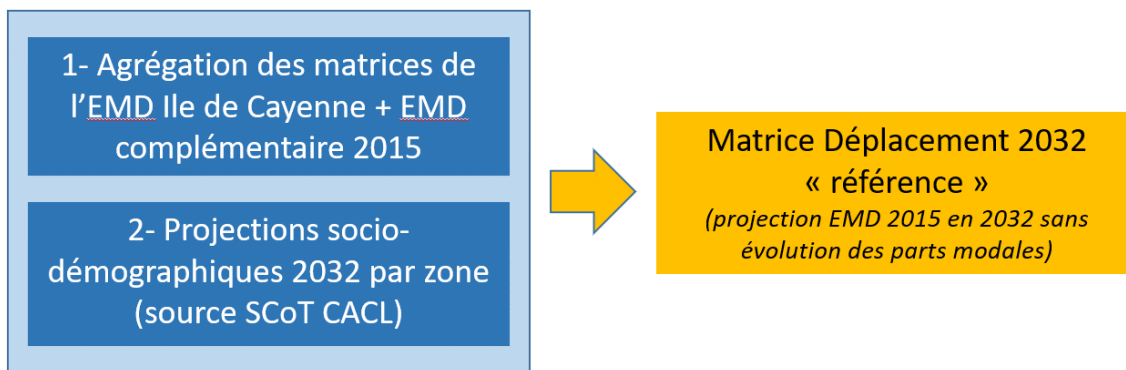 1- Agrégation des matrices de
l’EMD Ile de Cayenne + EMD
complémentaire 2015
2- Projections socio-
démographiques 2032 par zone
(source SCoT CACL)
Matrice Déplacement 2032
« référence »
(projection EMD 2015 en 2032 sans
évolution des parts modales)